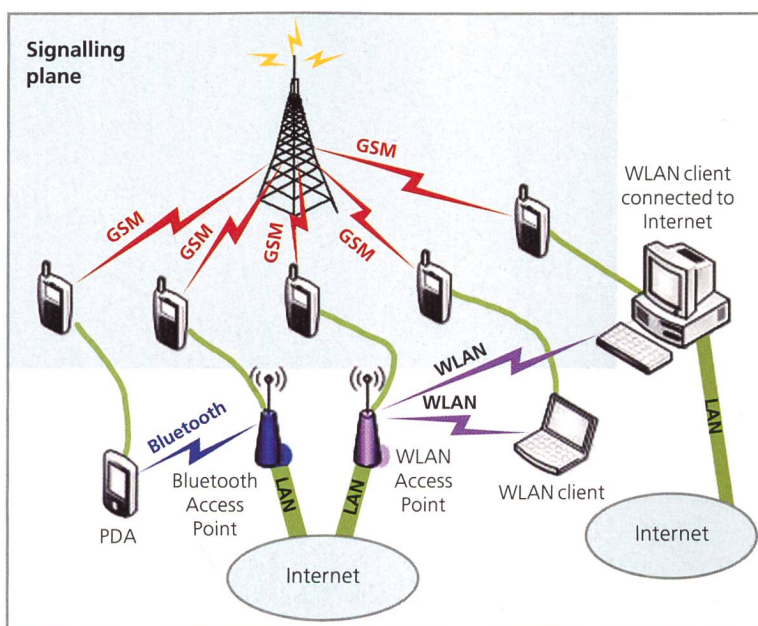 Signalling
plane
GSM
GSM
GSM
GSM
GSM
WLAN client
connected to
Internet
WLAN
WLAN
LAN
Bluetooth
PDA
Bluetooth
Access
Point
LAN
LAN
WLAN
Access
Point
WLAN client
Internet
Internet